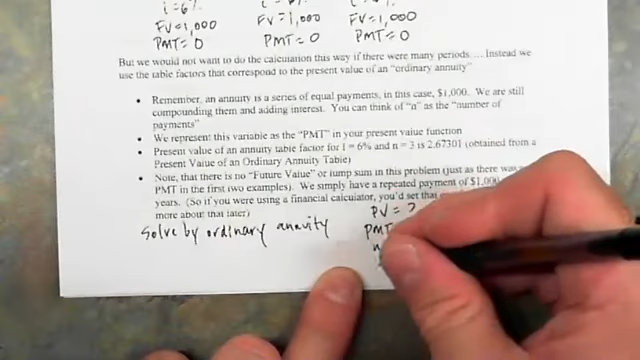 i=6%
FV=1,000 FV=1,000 FV=1,000
PMT=0 PMT=0 PMT=0
But we would not want to do the calculation this way if there were many periods.... Instead we
use the table factors that correspond to the present value of an "ordinary annuity"
• Remember, an annuity is a series of equal payments, in this case, $1,000. We are still
compounding them and adding interest. You can think of "n" as the "number of
payments"
• We represent this variable as the "PMT" in your present value function
• Present value of an annuity table factor for I = 6% and n = 3 is 2.67301 (obtained from a
Present Value of an Ordinary Annuity Table)
• Note, that there is no "Future Value" or lump sum in this problem (just as there was
PMT in the first two examples). We simply have a repeated payment of $1,000
years. (So if you were using a financial calculator, you'd set that
more about that later)
PV = ?
solve by ordinary annuity
PMT